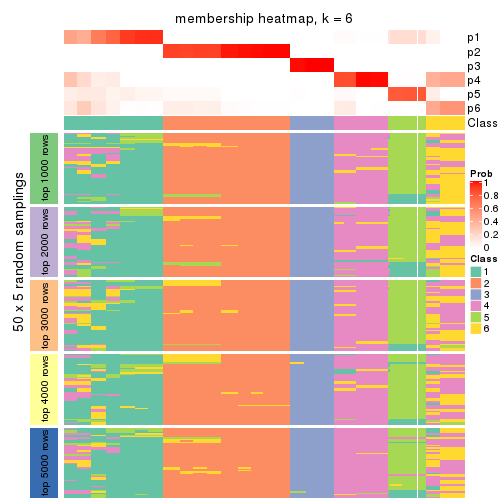 membership heatmap, k = 6
p1
p2
p3
p4
p5
p6
Class
50 x 5 random samplings
top 1000 rows
top 2000 rows
top 3000 rows
top 4000 rows
top 5000 rows
Prob
1
0.8
0.6
0.4
0.2
0
Class
1
2
3
4
5
6